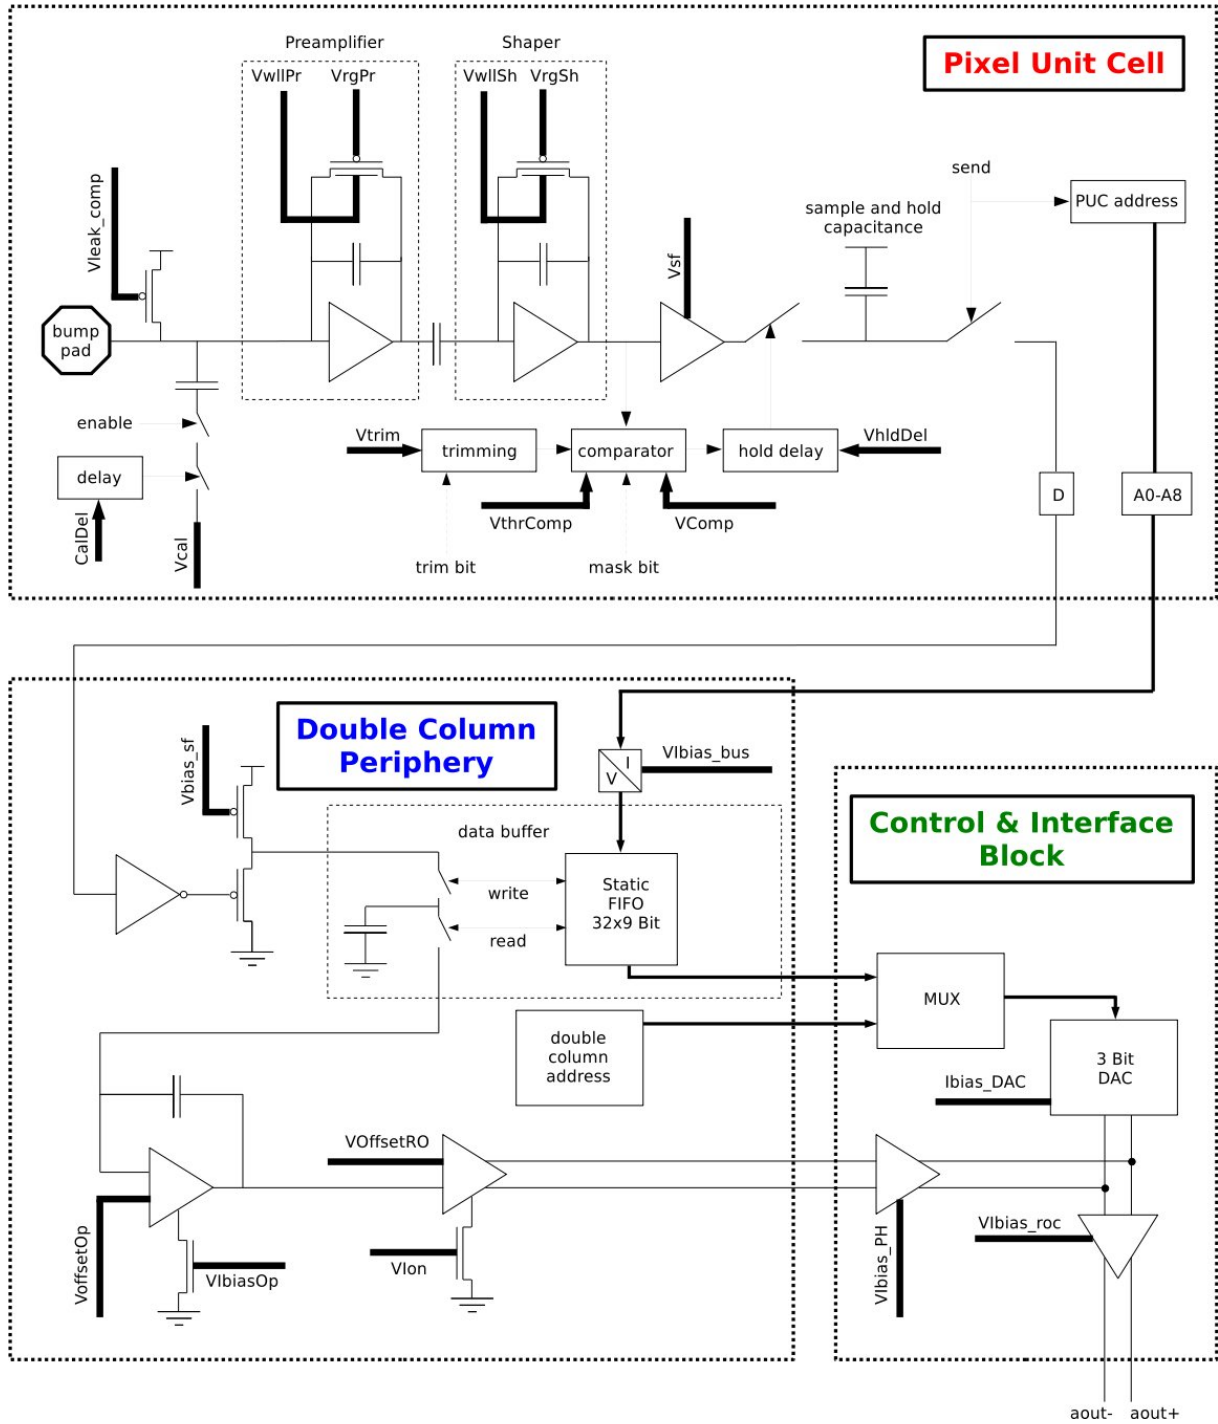 Preamplifier
Shaper
Pixel Unit Cell
VwllPr
VrgPr
VwllSh
VrgSh
Vleak_comp
send
PUC address
sample and hold
capacitance
Vsf
bump
pad
enable
Vtrim
trimming
comparator
hold delay
VhldDel
delay
D
A0-A8
CalDel
Vcal
VthrComp
VComp
trim bit
mask bit
Double Column
Periphery
Vbias_sf
I
V
VIbias_bus
Control & Interface
Block
data buffer
Static
FIFO
32x9 Bit
write
read
MUX
double
column
address
3 Bit
DAC
Ibias_DAC
VOffsetRO
VoffsetOp
VIbiasOp
VIon
VIbias_PH
VIbias_roc
aout-
aout+